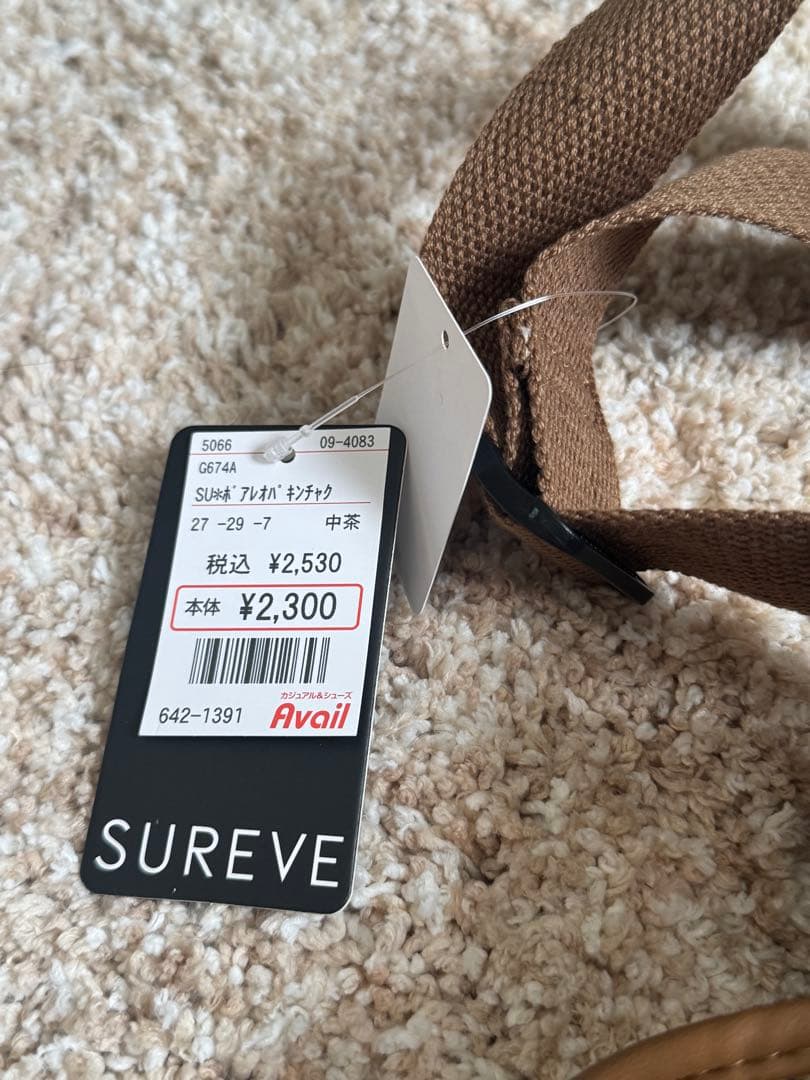 5066 09-4083
G674A
SU*ﾎﾞｱﾚｵﾊﾟｷﾝﾁｬｸ
27 -29 -7 中茶
税込 ¥2,530
本体 ¥2,300
カジュアル&シューズ
642-1391 Avail
SUREVE